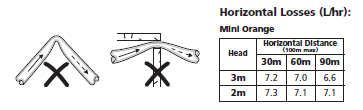 Horizontal Losses (L/hr):
Mini Orange
Head
Horizontal Distance
(100m max)
30m 60m 90m
3m 7.2 7.0 6.6
2m 7.3 7.1 7.1